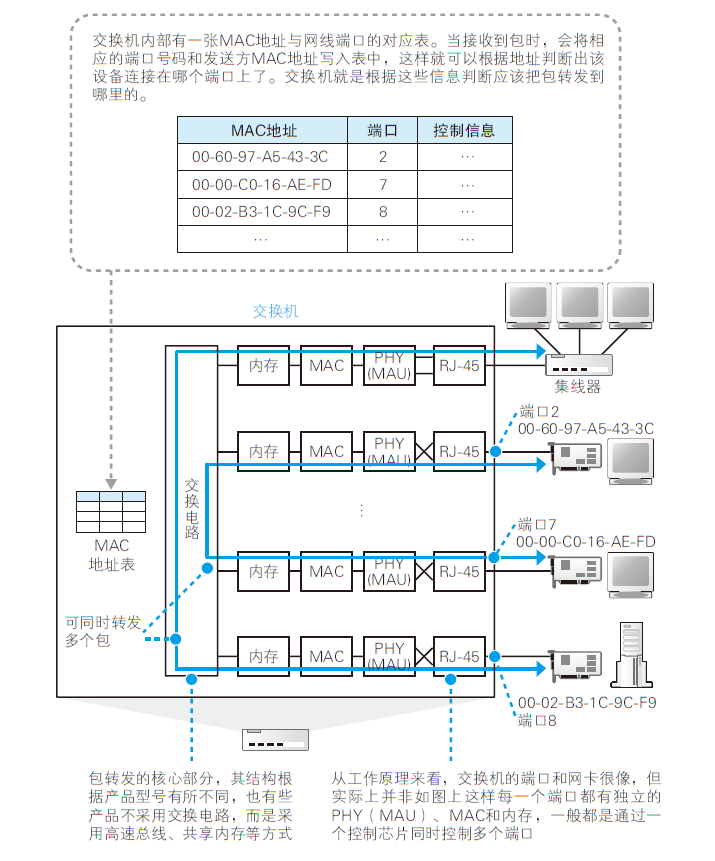 交换机内部有一张MAC地址与网线端口的对应表。当接收到包时，会将相
应的端口号码和发送方MAC地址写入表中，这样就可以根据地址判断出该
设备连接在哪个端口上了。交换机就是根据这些信息判断应该把包转发到
哪里的。
MAC地址 端口 控制信息
00-60-97-A5-43-3C 2 …
00-00-C0-16-AE-FD 7 …
00-02-B3-1C-9C-F9 8 …
… … …
交换机
内存 MAC PHY (MAU) RJ-45
集线器
端口2
00-60-97-A5-43-3C
内存 MAC PHY (MAU) RJ-45
交换电路
…
MAC
地址表
端口7
00-00-C0-16-AE-FD
内存 MAC PHY (MAU) RJ-45
可同时转发
多个包
内存 MAC PHY (MAU) RJ-45
00-02-B3-1C-9C-F9
端口8
包转发的核心部分，其结构根
据产品型号有所不同，也有些
产品不采用交换电路，而是采
用高速总线、共享内存等方式
从工作原理来看，交换机的端口和网卡很像，但
实际上并非如图上这样每一个端口都有独立的
PHY（MAU）、MAC和内存，一般都是通过一
个控制芯片同时控制多个端口